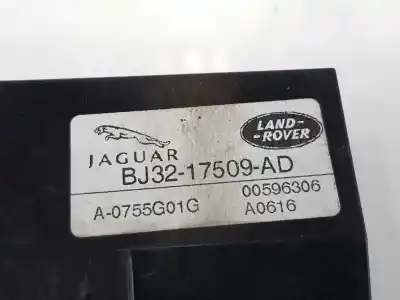 JAGUAR
LAND-
-ROVER
BJ32-17509-AD
A-0755G01G 00596306
A0616